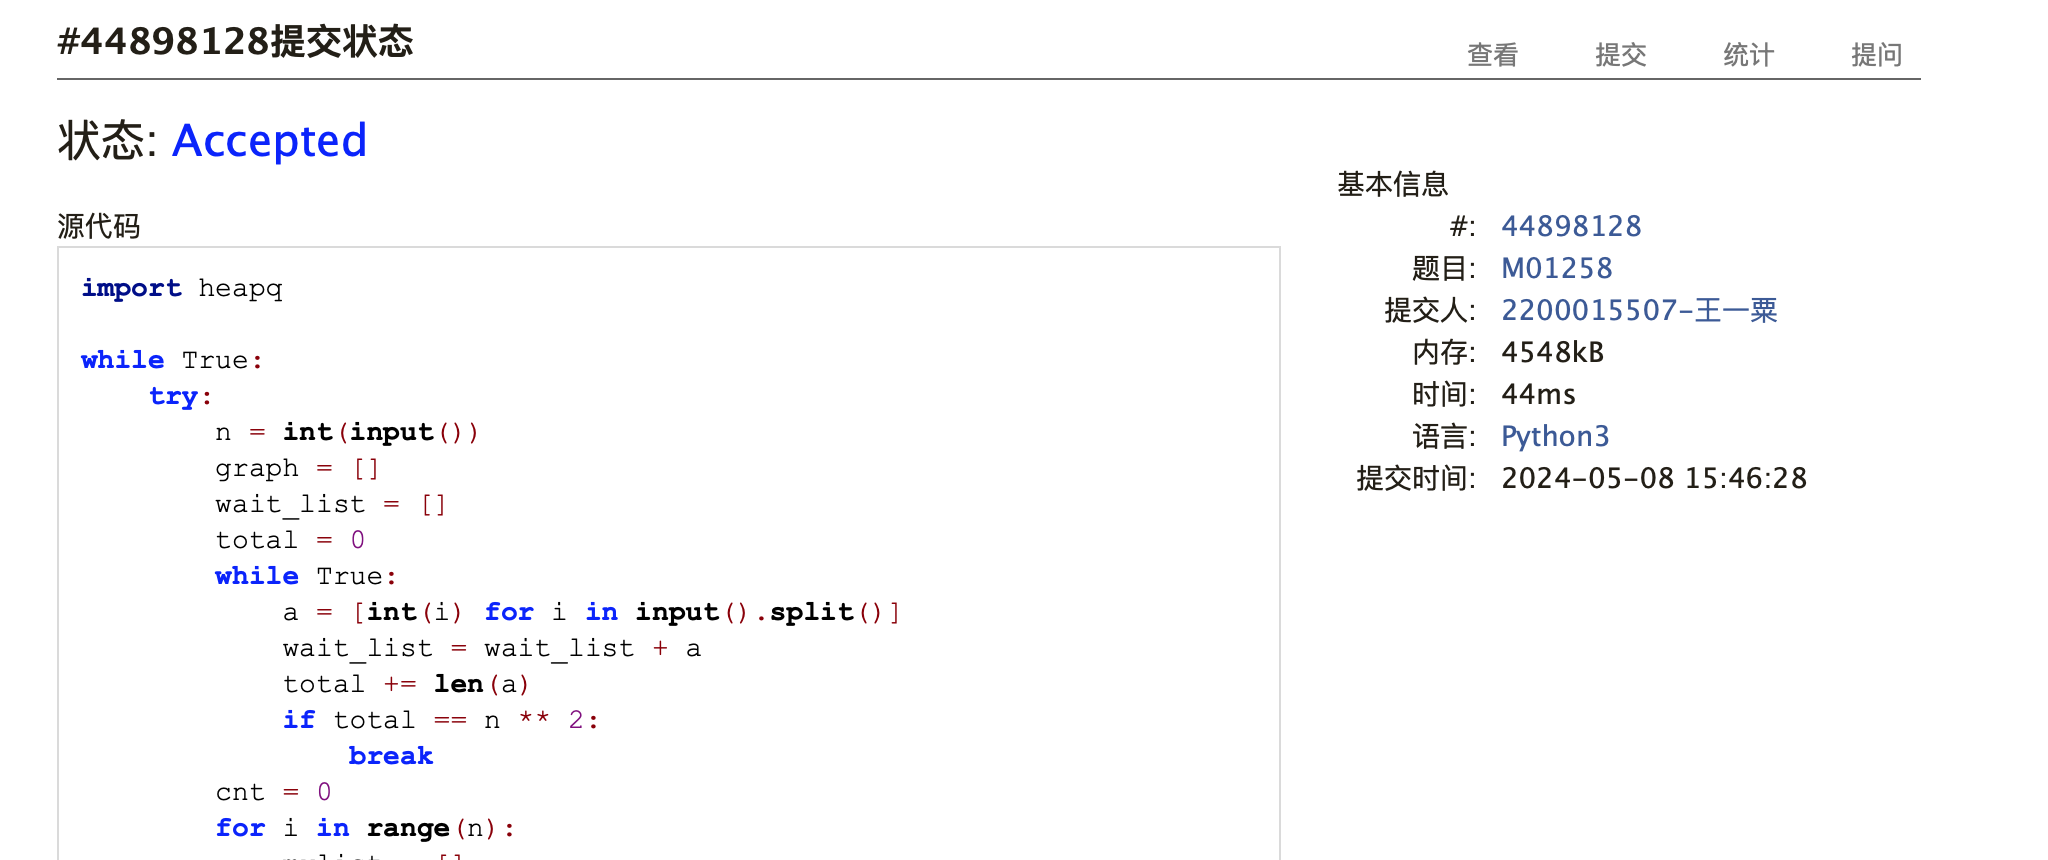 #44898128提交状态
查看 提交 统计 提问
状态: Accepted
源代码
import heapq
while True:
    try:
        n = int(input())
        graph = []
        wait_list = []
        total = 0
        while True:
            a = [int(i) for i in input().split()]
            wait_list = wait_list + a
            total += len(a)
            if total == n ** 2:
                break
        cnt = 0
        for i in range(n):
基本信息
#: 44898128
题目: M01258
提交人: 2200015507-王一粟
内存: 4548kB
时间: 44ms
语言: Python3
提交时间: 2024-05-08 15:46:28